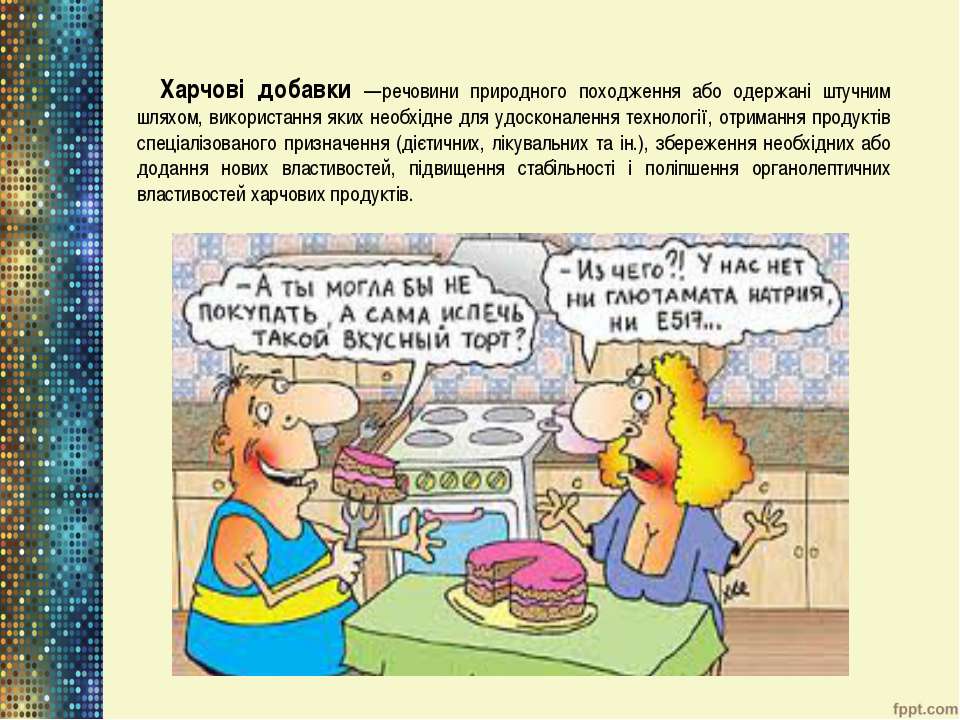 Харчові добавки —речовини природного походження або одержані штучним
шляхом, використання яких необхідне для удосконалення технології, отримання продуктів
спеціалізованого призначення (дієтичних, лікувальних та ін.), збереження необхідних або
додання нових властивостей, підвищення стабільності і поліпшення органолептичних
властивостей харчових продуктів.
-А ТЫ МОГЛА БЫ НЕ
ПОКУПАТЬ, А САМА ИСПЕЧЬ
ТАКОЙ ВКУСНЫЙ ТОРТ?
-ИЗ ЧЕГО?! У НАС НЕТ
НИ ГЛЮТАМАТА НАТРИЯ,
НИ Е517...
fppt.com